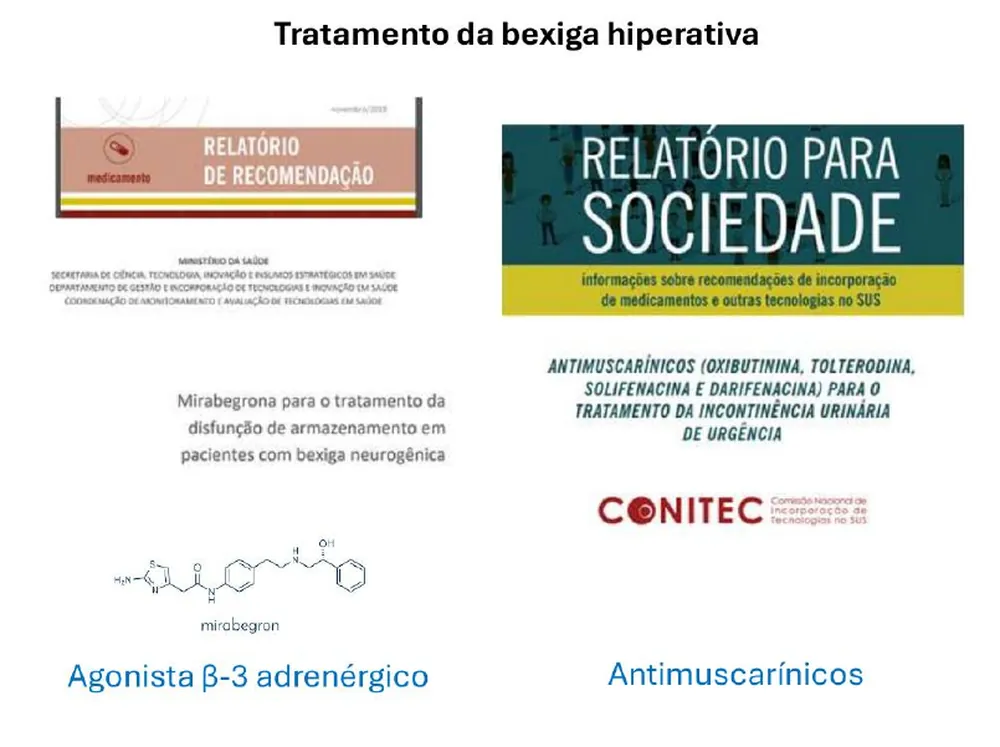 Tratamento da bexiga hiperativa
novembro/2019
RELATÓRIO
DE RECOMENDAÇÃO
medicamento
MINISTÉRIO DA SAÚDE
SECRETARIA DE CIÊNCIA, TECNOLOGIA, INOVAÇÃO E INSUMOS ESTRATÉGICOS EM SAÚDE
DEPARTAMENTO DE GESTÃO E INCORPORAÇÃO DE TECNOLOGIAS E INOVAÇÃO EM SAÚDE
COORDENAÇÃO DE MONITORAMENTO E AVALIAÇÃO DE TECNOLOGIAS EM SAÚDE
Mirabegrona para o tratamento da
disfunção de armazenamento em
pacientes com bexiga neurogênica
OH
H
N
S
O
H₂N
N
N
H
mirabegron
Agonista β-3 adrenérgico
RELATÓRIO PARA
SOCIEDADE
informações sobre recomendações de incorporação
de medicamentos e outras tecnologias no SUS
ANTIMUSCARÍNICOS (OXIBUTININA, TOLTERODINA,
SOLIFENACINA E DARIFENACINA) PARA O
TRATAMENTO DA INCONTINÊNCIA URINÁRIA
DE URGÊNCIA
CONITEC
Comissão Nacional de
Incorporação de
Tecnologias no SUS
Antimuscarínicos